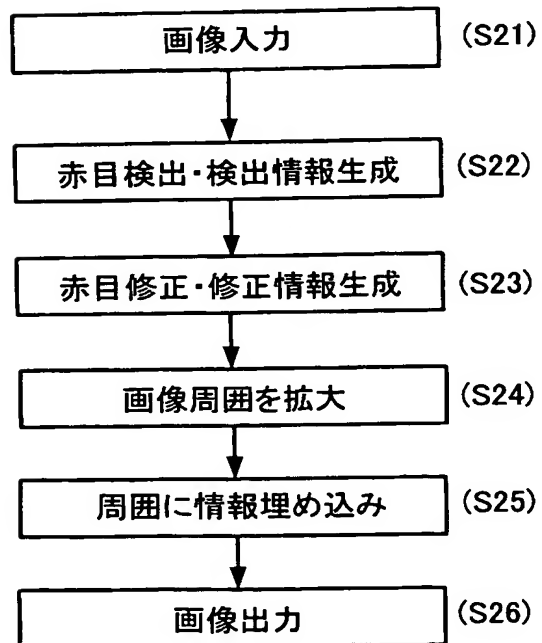 画像入力 (S21)
赤目検出・検出情報生成 (S22)
赤目修正・修正情報生成 (S23)
画像周囲を拡大 (S24)
周囲に情報埋め込み (S25)
画像出力 (S26)